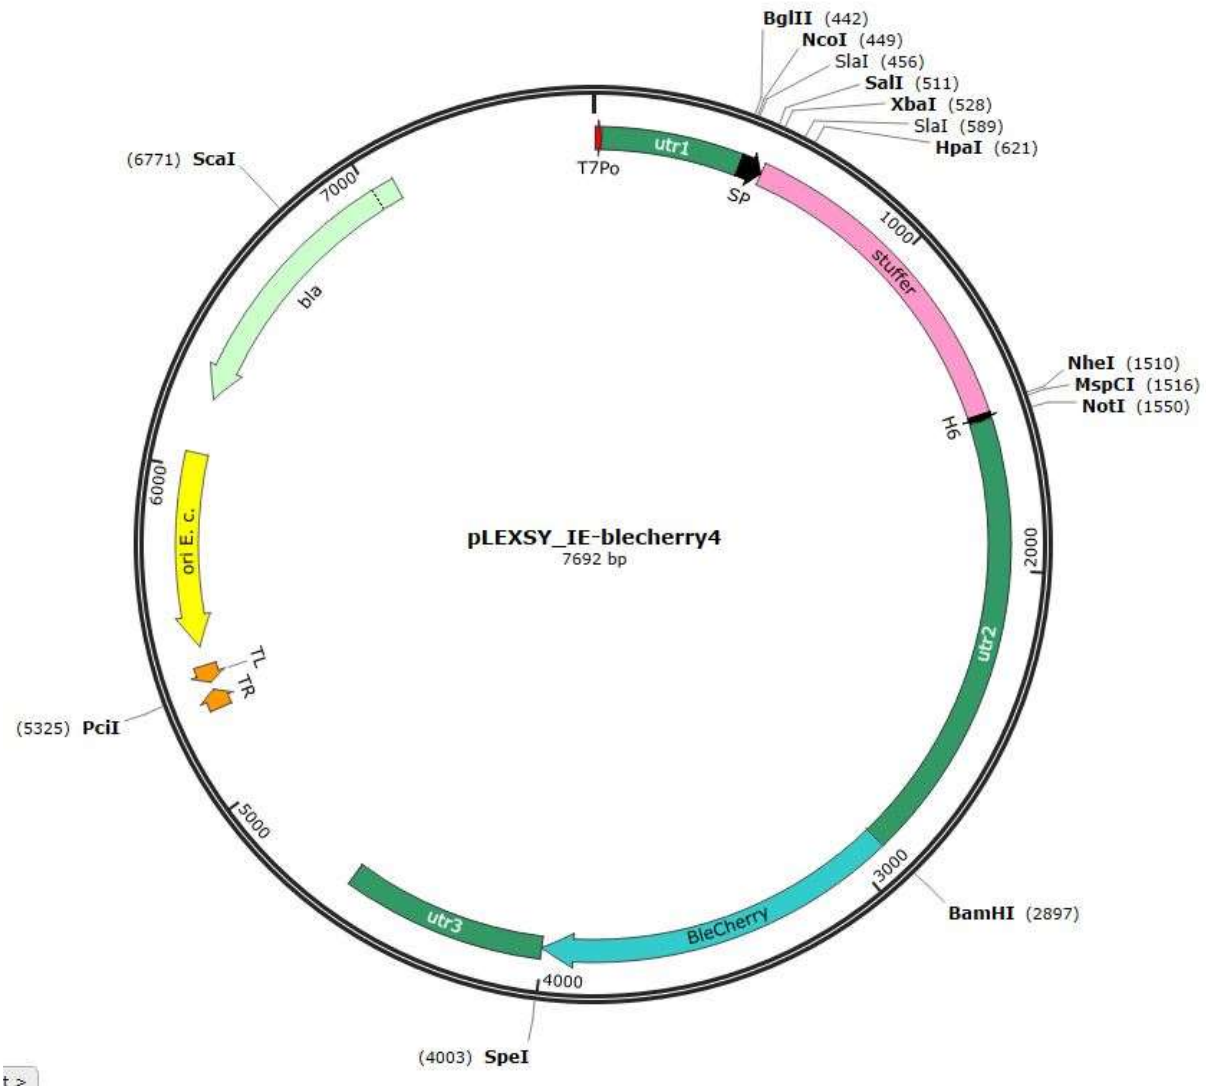 BglII (442)
NcoI (449)
SlaI (456)
SalI (511)
XbaI (528)
SlaI (589)
HpaI (621)
(6771) ScaI
7000
T7Po
utr1
SP
1000
stuffer
bla
NheI (1510)
MspCI (1516)
NotI (1550)
H6
6000
ori E. c.
pLEXSY_IE-blecherry4
7692 bp
2000
utr2
TL
TR
(5325) PciI
5000
3000
BamHI (2897)
utr3
BleCherry
4000
(4003) SpeI
t >